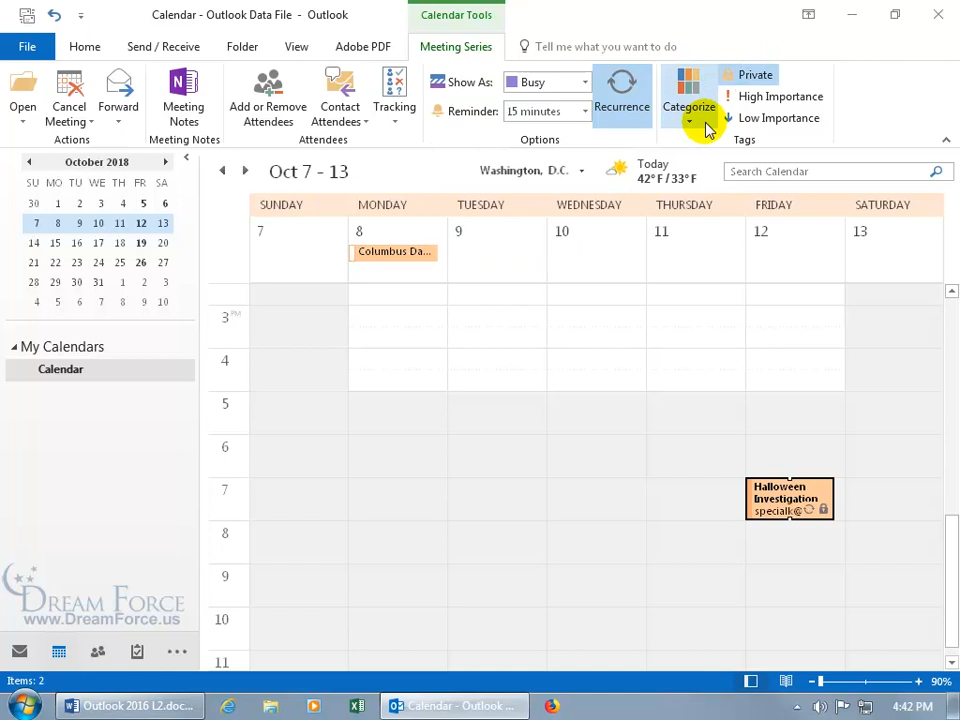 Calendar - Outlook Data File - Outlook
Calendar Tools
File
Home
Send / Receive
Folder
View
Adobe PDF
Meeting Series
Tell me what you want to do
Open
Cancel Meeting
Forward
Actions
Meeting Notes
Meeting Notes
Add or Remove Attendees
Contact Attendees
Tracking
Attendees
Show As: Busy
Reminder: 15 minutes
Recurrence
Options
Categorize
Private
High Importance
Low Importance
Tags
October 2018
SU MO TU WE TH FR SA
30 1 2 3 4 5 6
7 8 9 10 11 12 13
14 15 16 17 18 19 20
21 22 23 24 25 26 27
28 29 30 31 1 2 3
4 5 6 7 8 9 10
My Calendars
Calendar
Oct 7 - 13
Washington, D.C.
Today
42° F / 33° F
Search Calendar
SUNDAY MONDAY TUESDAY WEDNESDAY THURSDAY FRIDAY SATURDAY
7 8 9 10 11 12 13
Columbus Da...
3 PM
4
5
6
7
Halloween
Investigation
specialk@
8
9
10
11
DREAM FORCE
www.DreamForce.us
Items: 2
90%
Outlook 2016 L2.doc...
Calendar - Outlook ...
4:42 PM